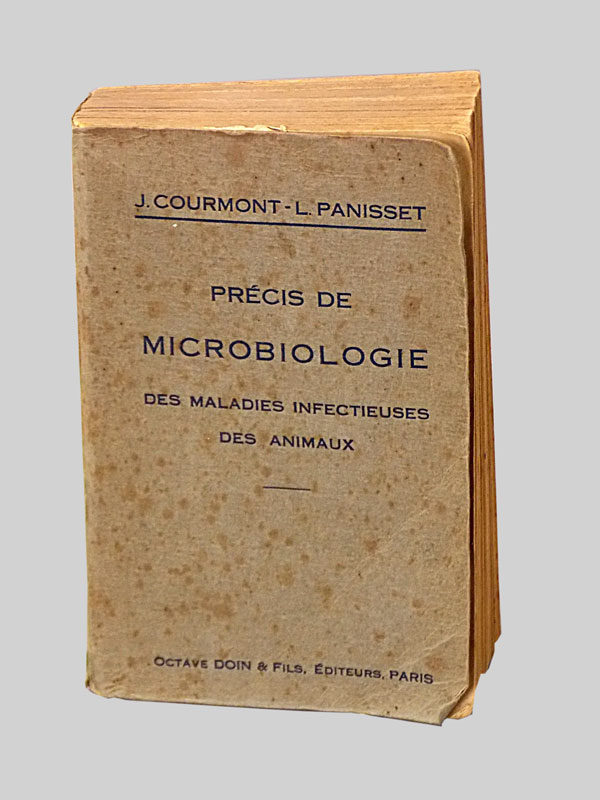 J. COURMONT - L. PANISSET
PRÉCIS DE
MICROBIOLOGIE
DES MALADIES INFECTIEUSES
DES ANIMAUX
OCTAVE DOIN & FILS, ÉDITEURS, PARIS